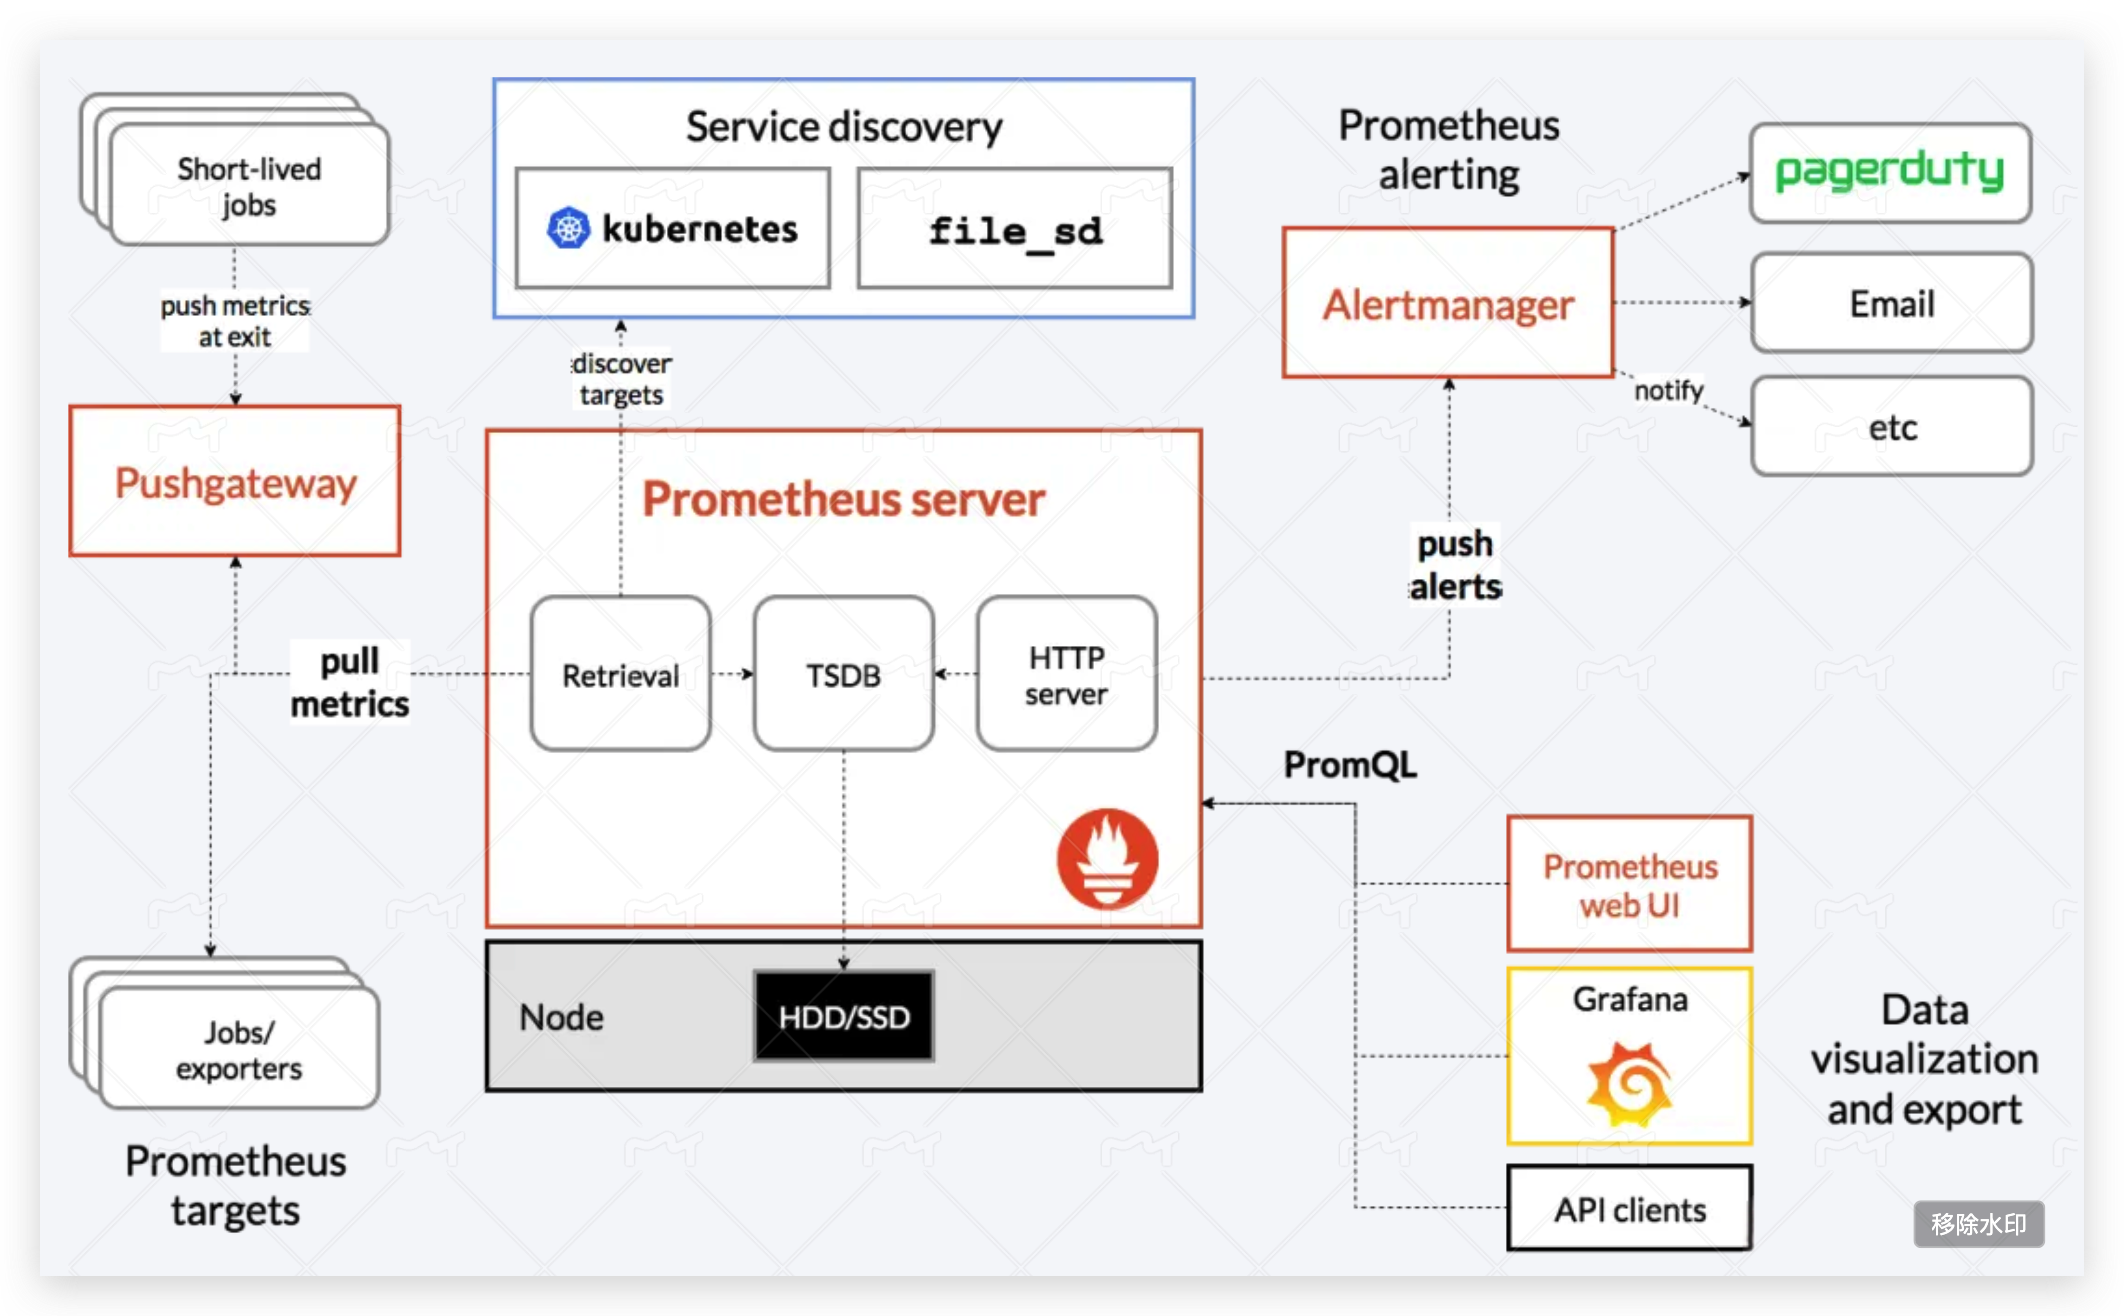 Short-lived
jobs
push metrics
at exit
Pushgateway
pull
metrics
Jobs/
exporters
Prometheus
targets
Service discovery
kubernetes
file_sd
discover
targets
Prometheus server
Retrieval
TSDB
HTTP
server
Node
HDD/SSD
Prometheus
alerting
Alertmanager
pagerduty
Email
notify
etc
push
alerts
PromQL
Prometheus
web UI
Grafana
API clients
Data
visualization
and export
移除水印